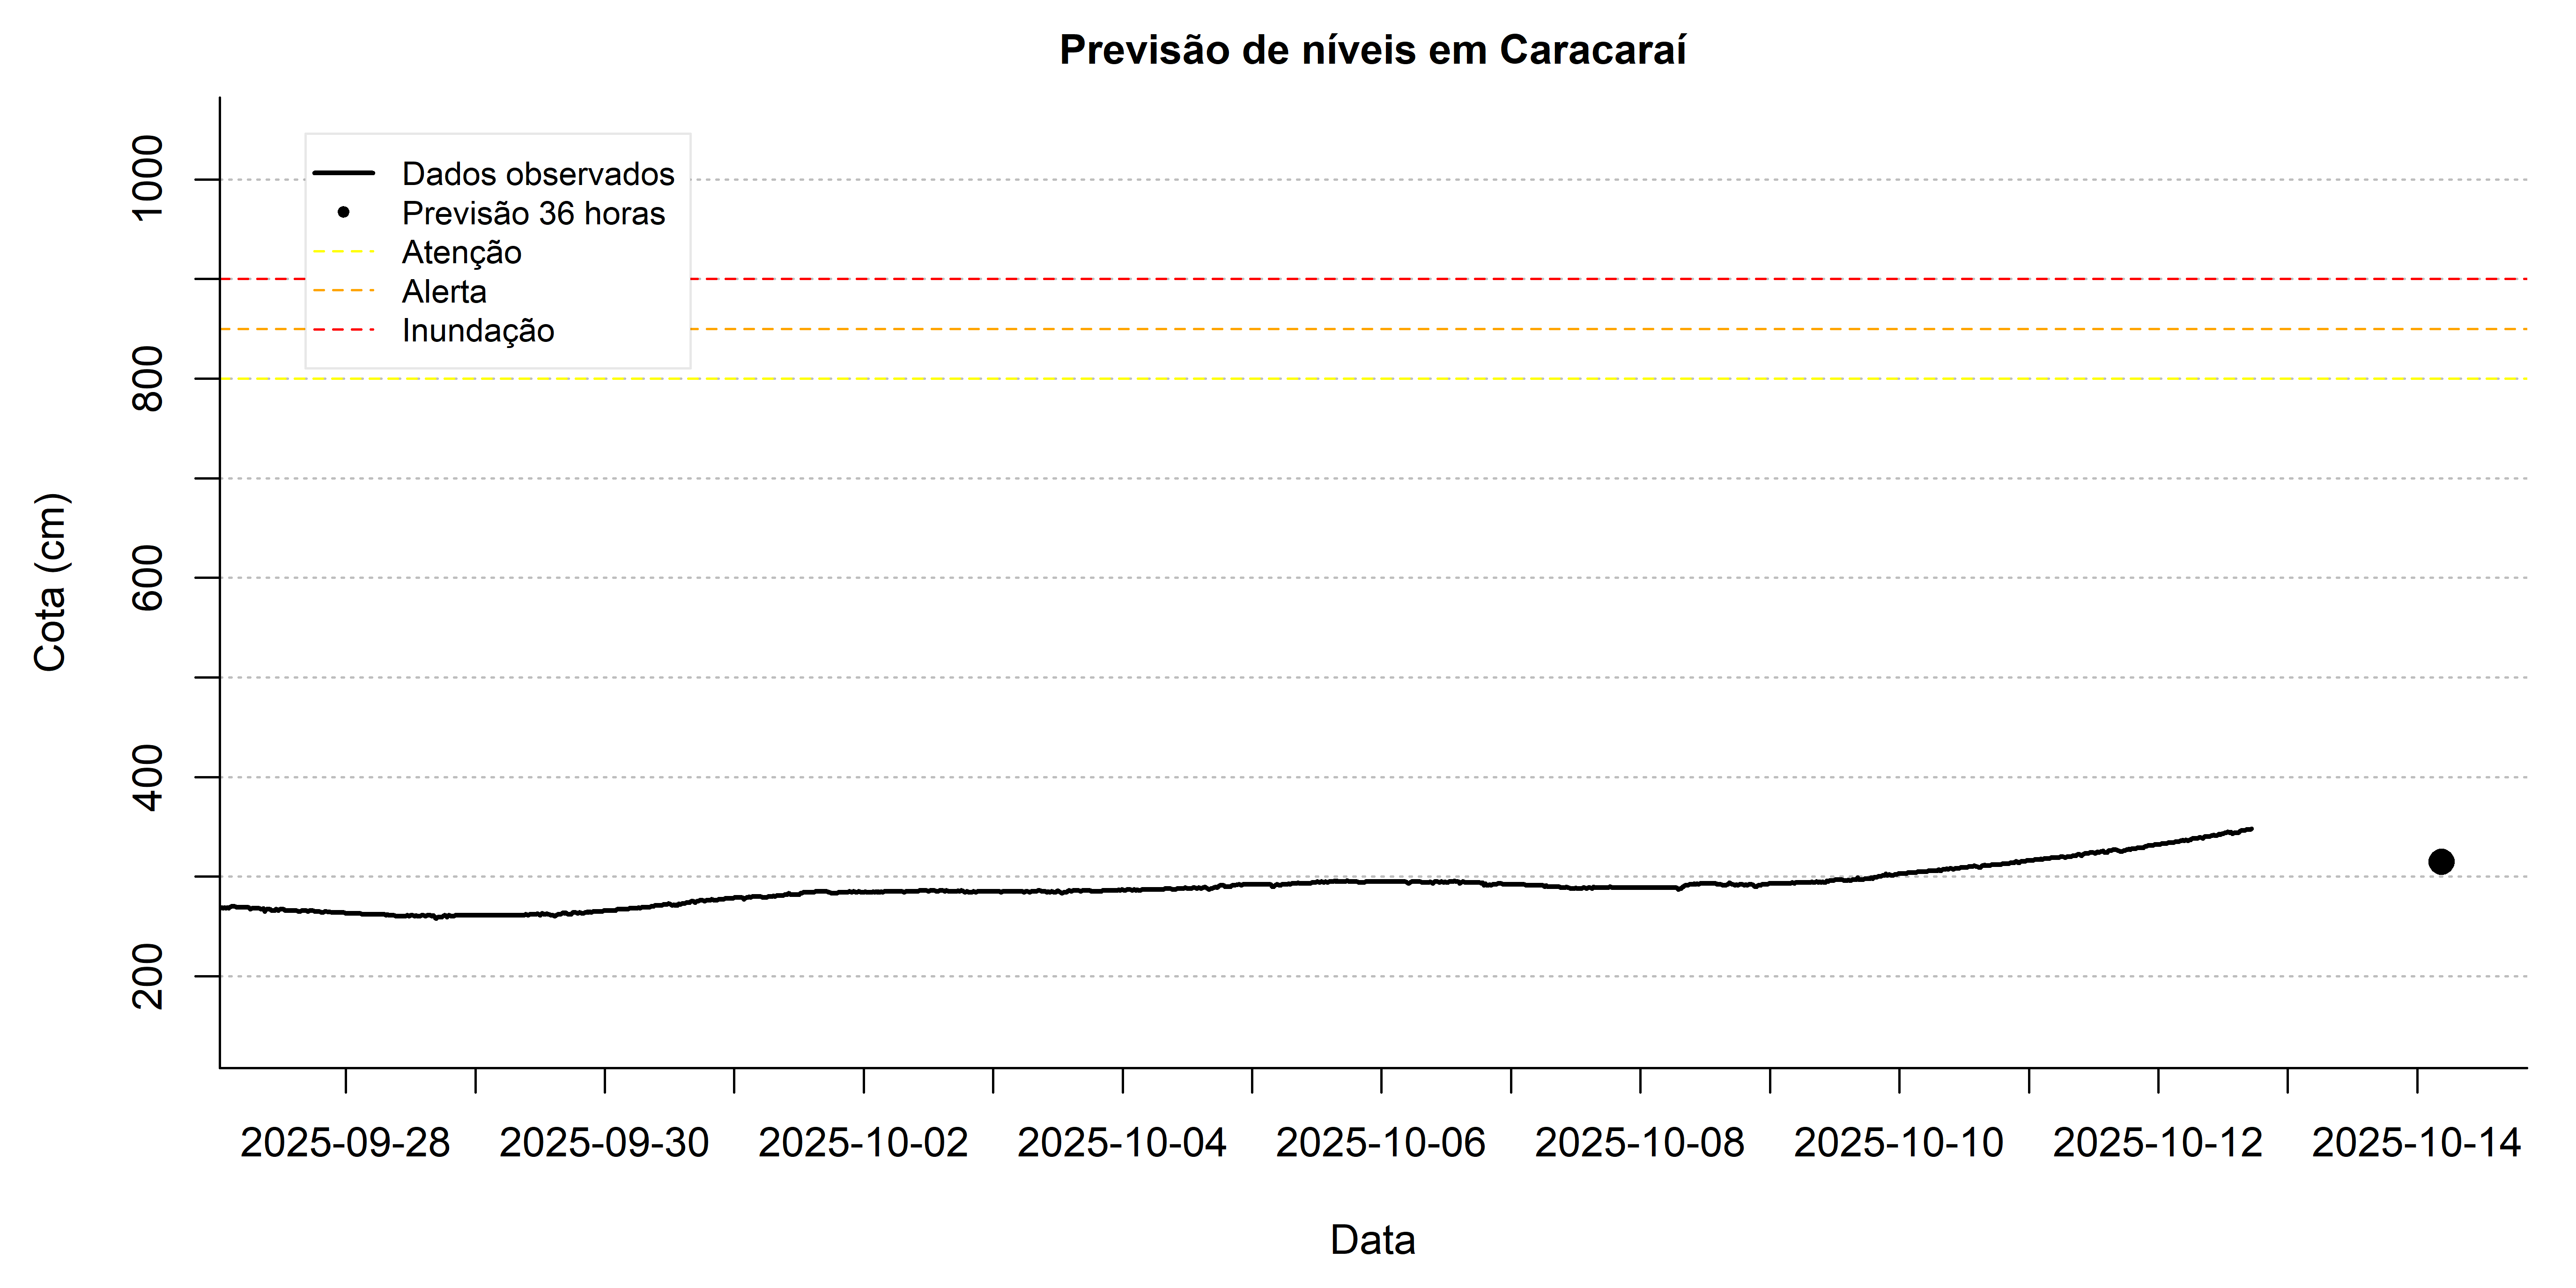 Previsão de níveis em Caracaraí
Dados observados
Previsão 36 horas
Atenção
Alerta
Inundação
1000
800
600
400
200
Cota (cm)
2025-09-28
2025-09-30
2025-10-02
2025-10-04
2025-10-06
2025-10-08
2025-10-10
2025-10-12
2025-10-14
Data